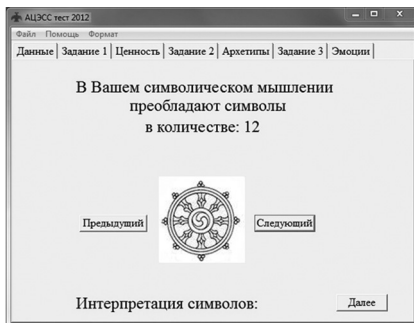 АЦЭСС тест 2012
Файл Помощь Формат
Данные Задание 1 Ценность Задание 2 Архетипы Задание 3 Эмоции
В Вашем символическом мышлении
преобладают символы
в количестве: 12
Предыдущий Следующий
Интерпретация символов: Далее